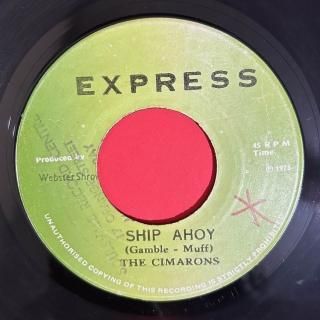 EXPRESS
Produced by
Webster Shrow
45 RPM
Time
℗ 1973
SHIP AHOY
(Gamble - Muff)
THE CIMARONS
UNAUTHORISED COPYING OF THIS RECORDING IS STRICTLY PROHIBITED